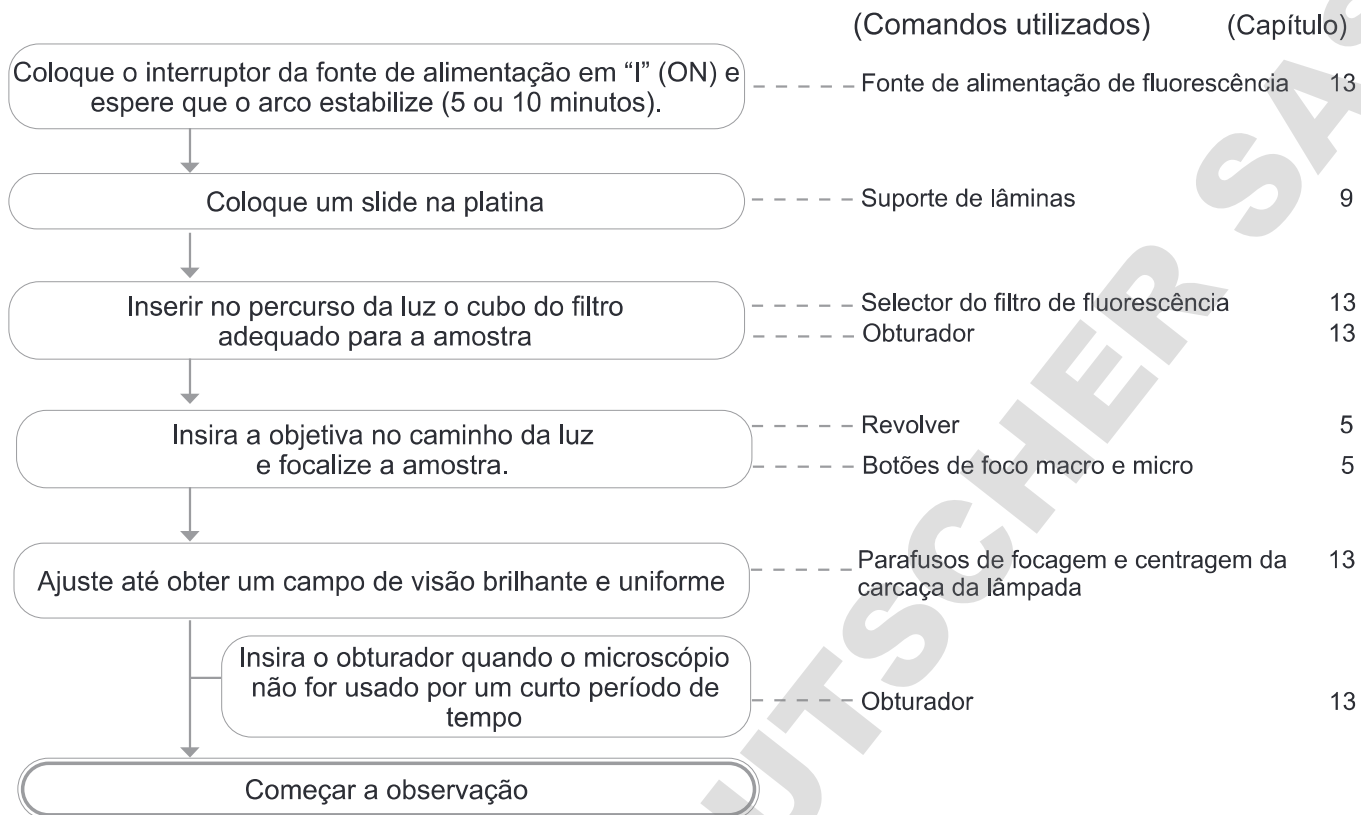 (Comandos utilizados) (Capítulo)
Coloque o interruptor da fonte de alimentação em “I” (ON) e
espere que o arco estabilize (5 ou 10 minutos).
Fonte de alimentação de fluorescência 13
Coloque um slide na platina
Suporte de lâminas 9
Inserir no percurso da luz o cubo do filtro
adequado para a amostra
Selector do filtro de fluorescência 13
Obturador 13
Insira a objetiva no caminho da luz
e focalize a amostra.
Revolver 5
Botões de foco macro e micro 5
Ajuste até obter um campo de visão brilhante e uniforme
Parafusos de focagem e centragem da 13
carcaça da lâmpada
Insira o obturador quando o microscópio
não for usado por um curto período de
tempo
Obturador 13
Começar a observação
UTSCHER SAS